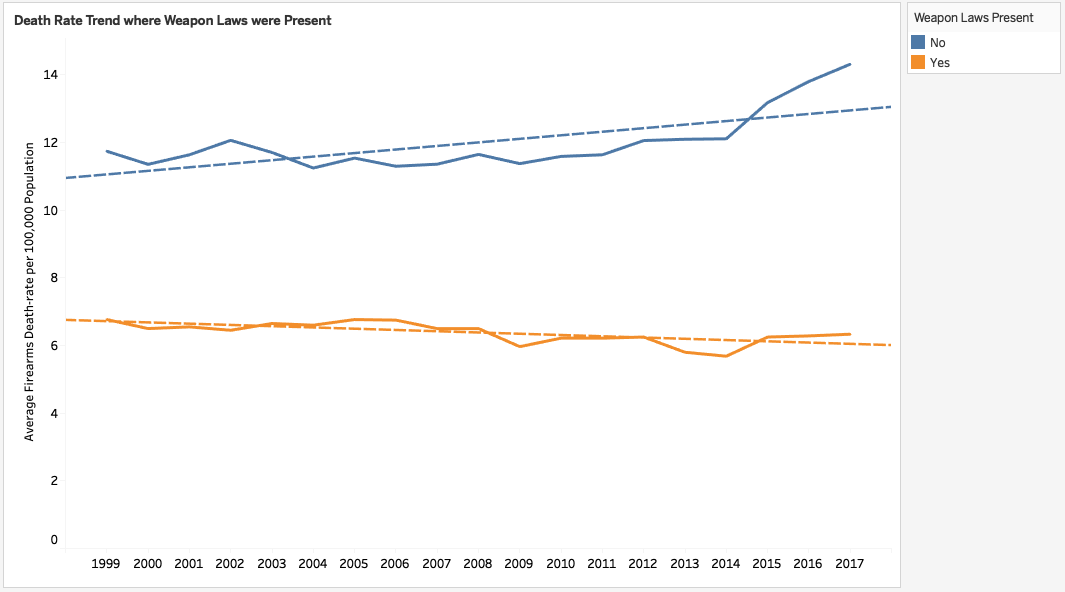 Death Rate Trend where Weapon Laws were Present
Weapon Laws Present
No
Yes
Average Firearms Death-rate per 100,000 Population
14
12
10
8
6
4
2
0
1999 2000 2001 2002 2003 2004 2005 2006 2007 2008 2009 2010 2011 2012 2013 2014 2015 2016 2017